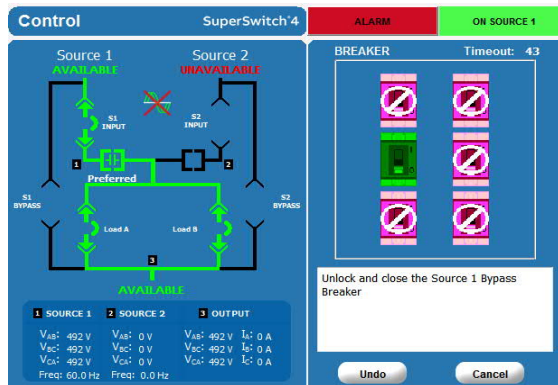 Control SuperSwitch®4
ALARM
ON SOURCE 1
Source 1 Source 2
AVAILABLE UNAVAILABLE
S1
INPUT
S2
INPUT
1
2
Preferred
S1
BYPASS
S2
BYPASS
Load A Load B
3
AVAILABLE
1 SOURCE 1 2 SOURCE 2 3 OUTPUT
VAB: 492 V VAB: 0 V VAB: 492 V IA: 0 A
VBC: 492 V VBC: 0 V VBC: 492 V IB: 0 A
VCA: 492 V VCA: 0 V VCA: 492 V IC: 0 A
Freq: 60.0 Hz Freq: 0.0 Hz
BREAKER Timeout: 43
Unlock and close the Source 1 Bypass
Breaker
Undo Cancel